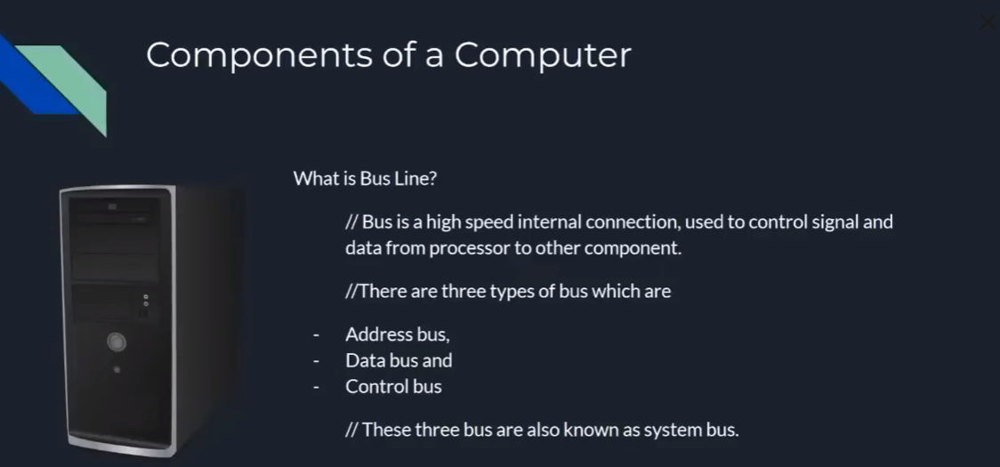 Components of a Computer
What is Bus Line?
// Bus is a high speed internal connection, used to control signal and
data from processor to other component.
//There are three types of bus which are
- Address bus,
- Data bus and
- Control bus
// These three bus are also known as system bus.